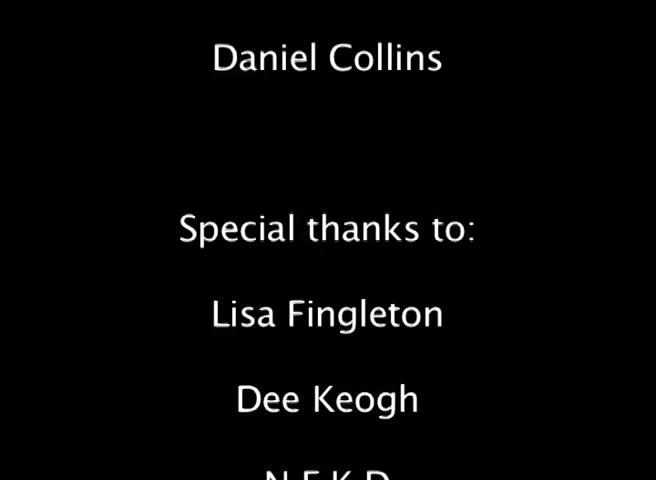 Daniel Collins
Special thanks to:
Lisa Fingleton
Dee Keogh